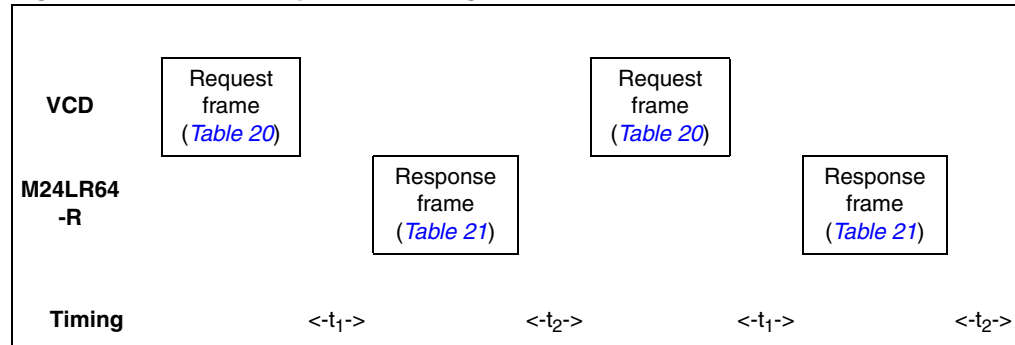 VCD
Request
frame
(Table 20)
Request
frame
(Table 20)
M24LR64
-R
Response
frame
(Table 21)
Response
frame
(Table 21)
Timing <-t1-> <-t2-> <-t1-> <-t2->